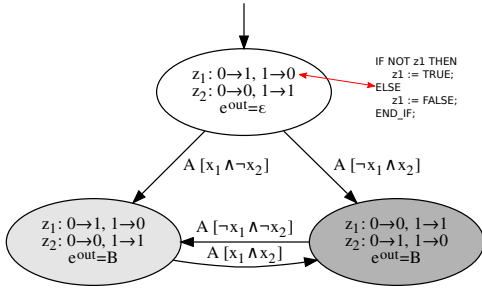 z₁: 0→1, 1→0
z₂: 0→0, 1→1
eᵒᵘᵗ=ε
IF NOT z1 THEN
z1 := TRUE;
ELSE
z1 := FALSE;
END_IF;
A [x₁∧¬x₂]
A [¬x₁∧x₂]
z₁: 0→1, 1→0
z₂: 0→0, 1→1
eᵒᵘᵗ=B
A [¬x₁∧¬x₂]
A [x₁∧x₂]
z₁: 0→0, 1→1
z₂: 0→1, 1→0
eᵒᵘᵗ=B